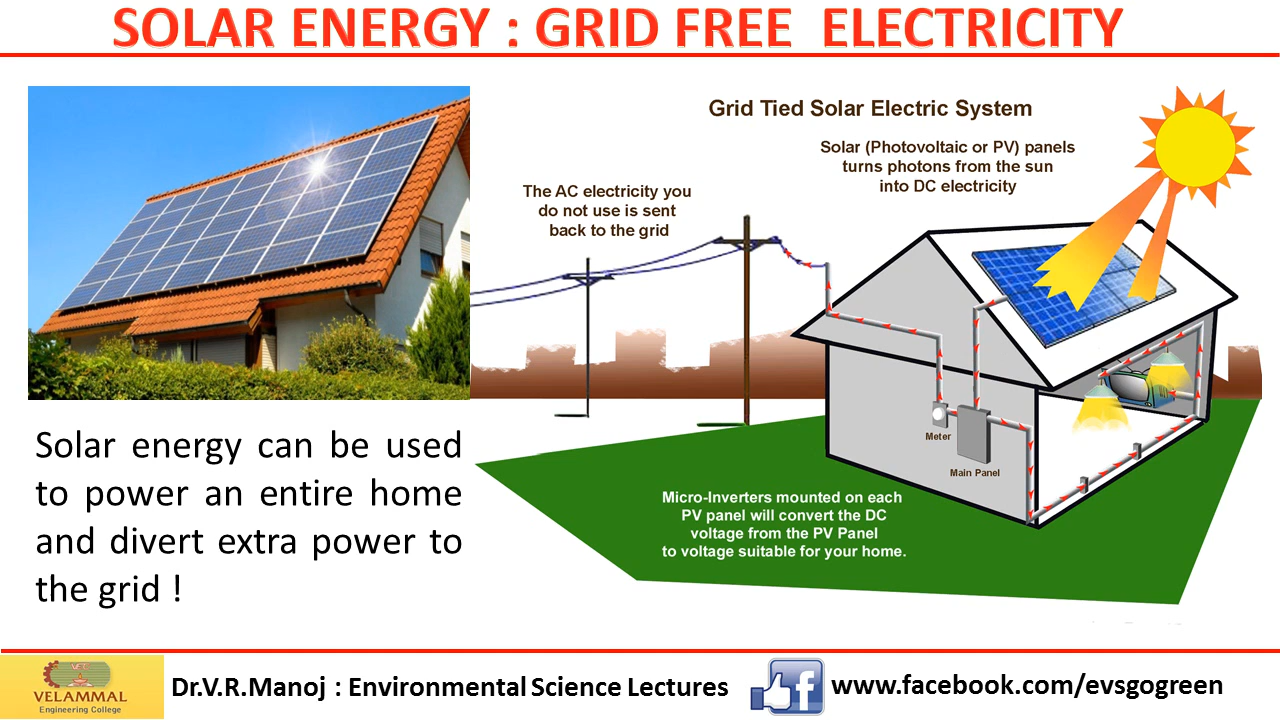 SOLAR ENERGY : GRID FREE ELECTRICITY
Grid Tied Solar Electric System
Solar (Photovoltaic or PV) panels
turns photons from the sun
into DC electricity
The AC electricity you
do not use is sent
back to the grid
Meter
Main Panel
Micro-Inverters mounted on each
PV panel will convert the DC
voltage from the PV Panel
to voltage suitable for your home.
Solar energy can be used
to power an entire home
and divert extra power to
the grid !
VELAMMAL
Engineering College
Dr.V.R.Manoj : Environmental Science Lectures
www.facebook.com/evsgogreen